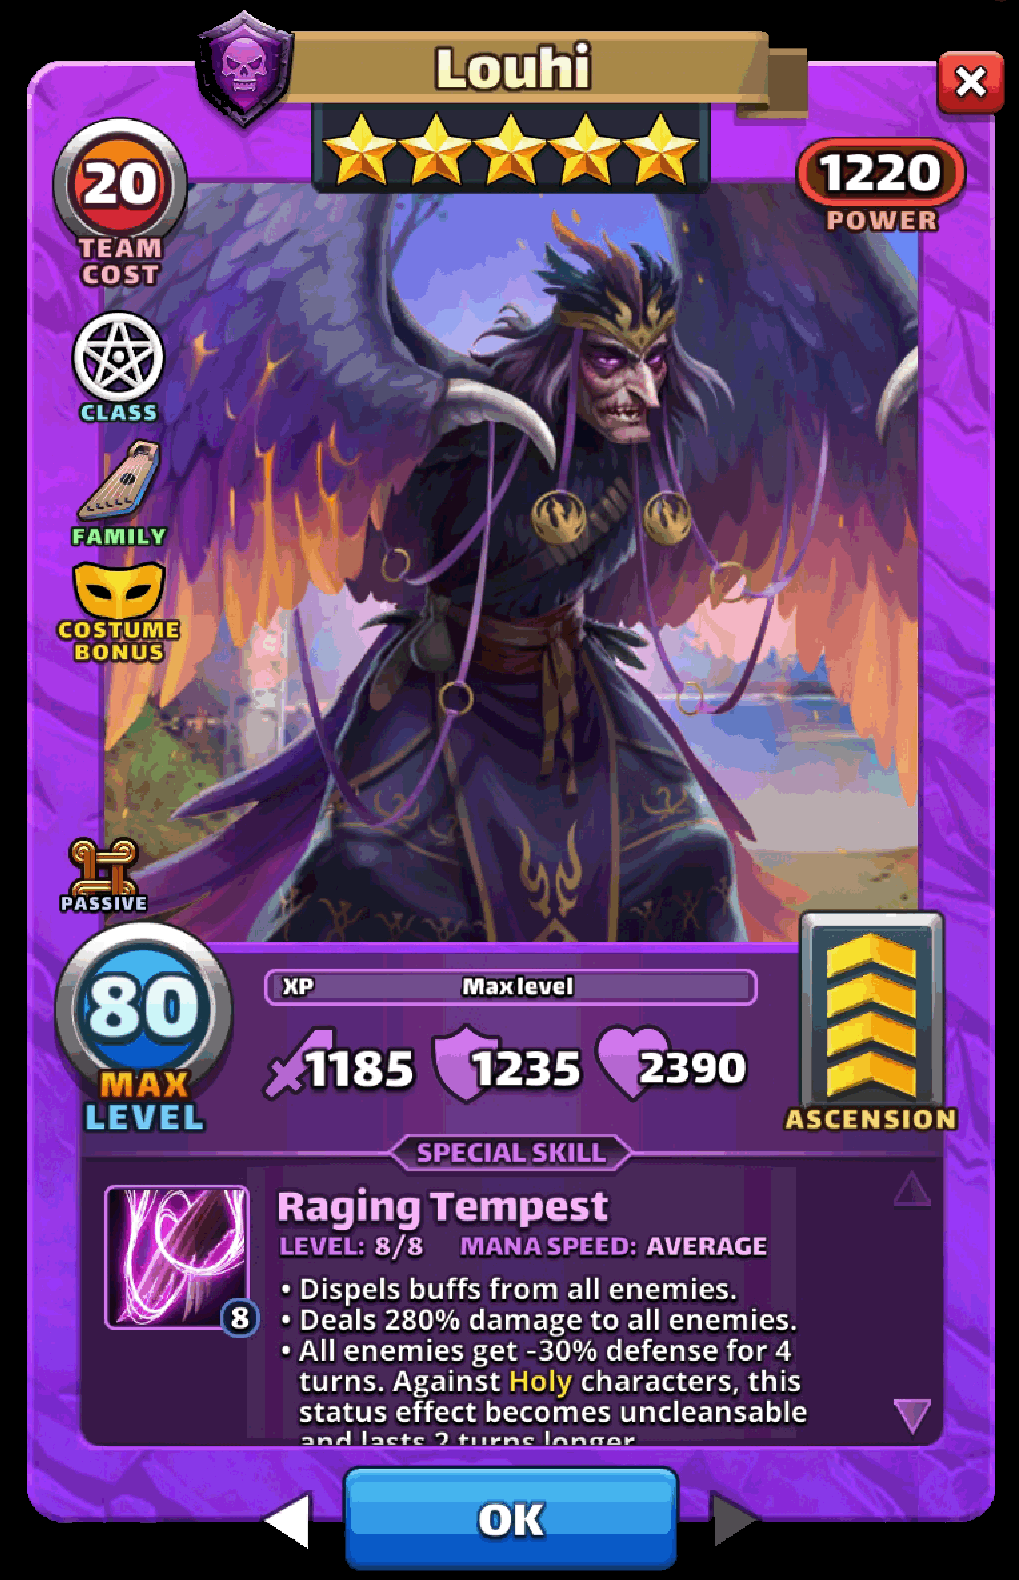 Louhi
20
TEAM
COST
1220
POWER
CLASS
FAMILY
COSTUME
BONUS
PASSIVE
80
MAX
LEVEL
XP Max level
1185 1235 2390
ASCENSION
SPECIAL SKILL
Raging Tempest
LEVEL: 8/8 MANA SPEED: AVERAGE
8
• Dispels buffs from all enemies.
• Deals 280% damage to all enemies.
• All enemies get -30% defense for 4
turns. Against Holy characters, this
status effect becomes uncleansable
and lasts 2 turns longer
OK